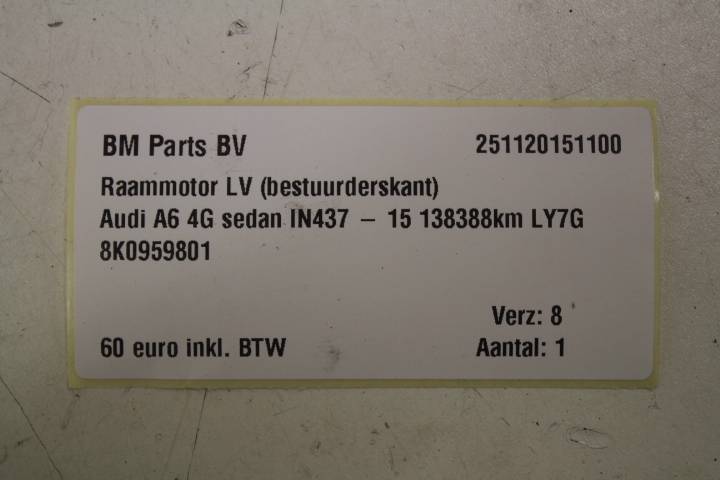 BM Parts BV 251120151100
Raammotor LV (bestuurderskant)
Audi A6 4G sedan IN437 – 15 138388km LY7G
8K0959801
Verz: 8
60 euro inkl. BTW Aantal: 1